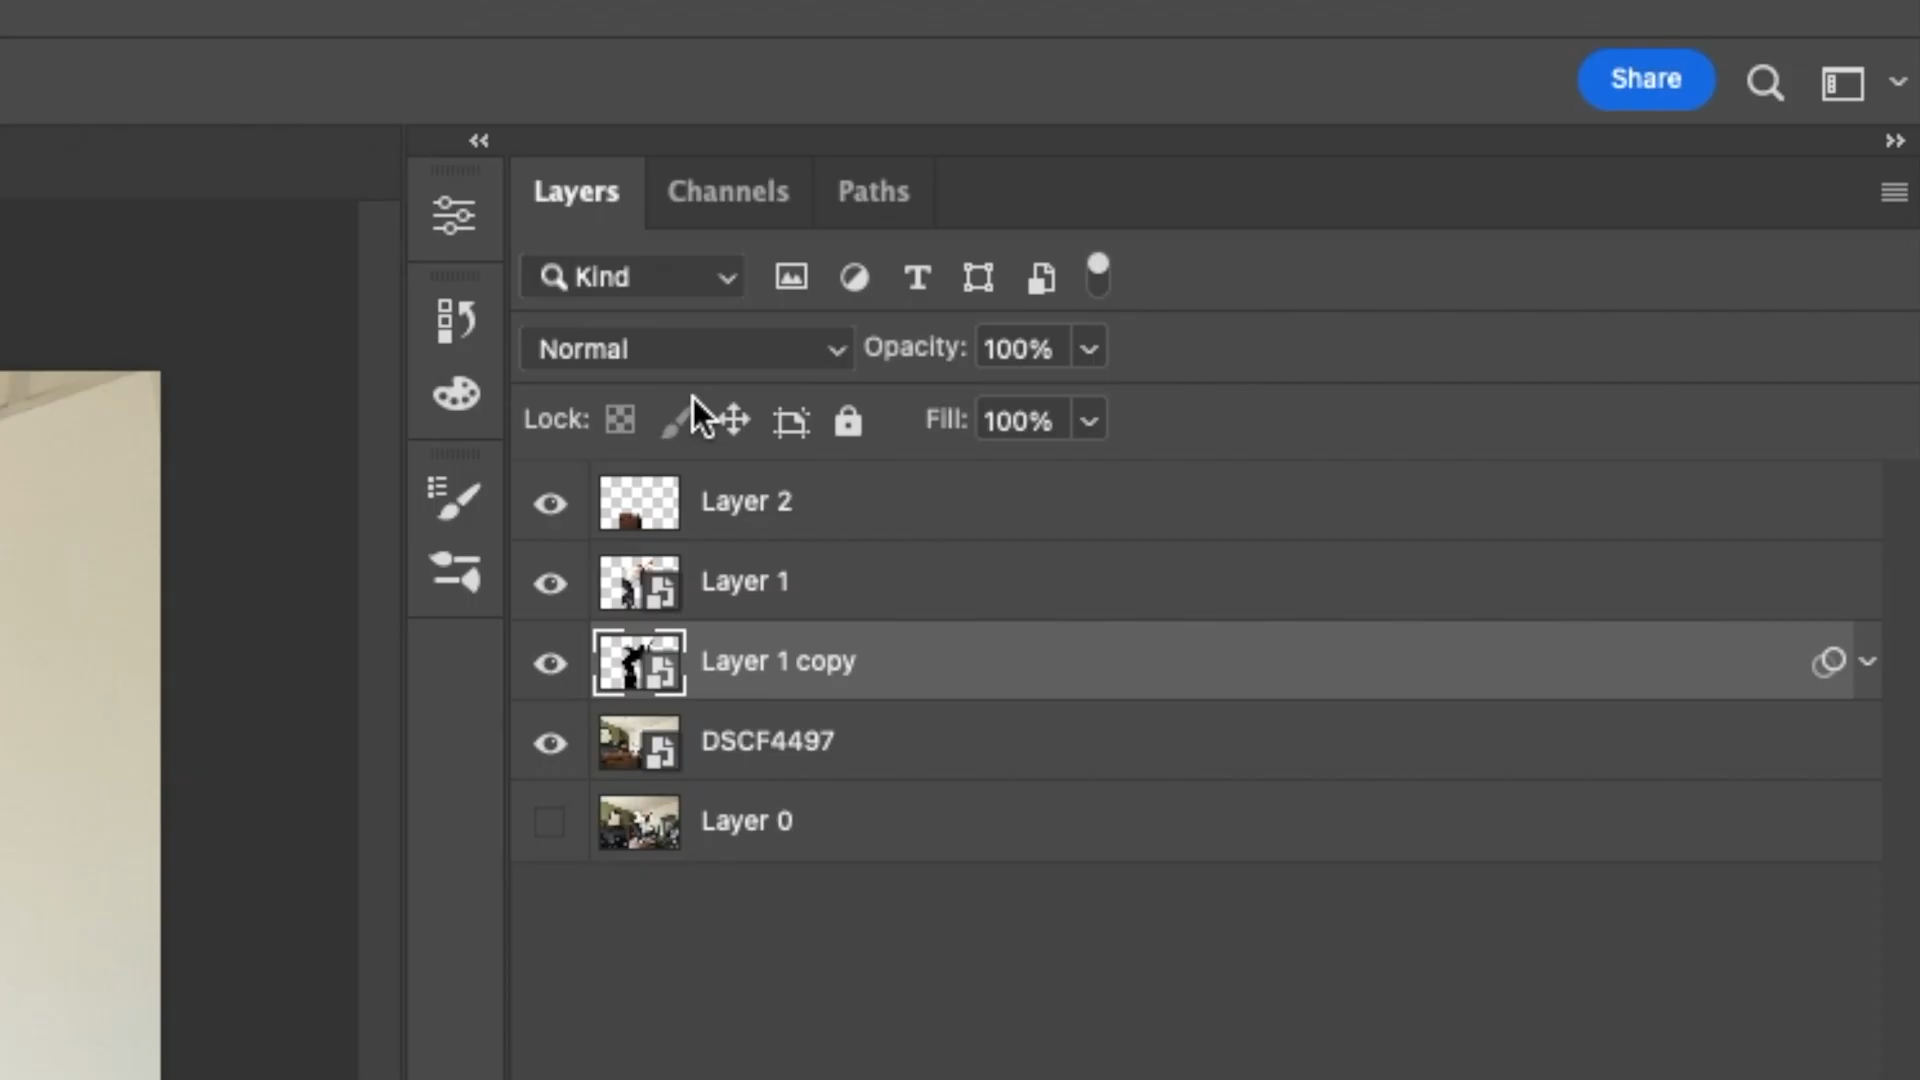 Share
Layers Channels Paths
Kind
Normal Opacity: 100%
Lock: Fill: 100%
Layer 2
Layer 1
Layer 1 copy
DSCF4497
Layer 0